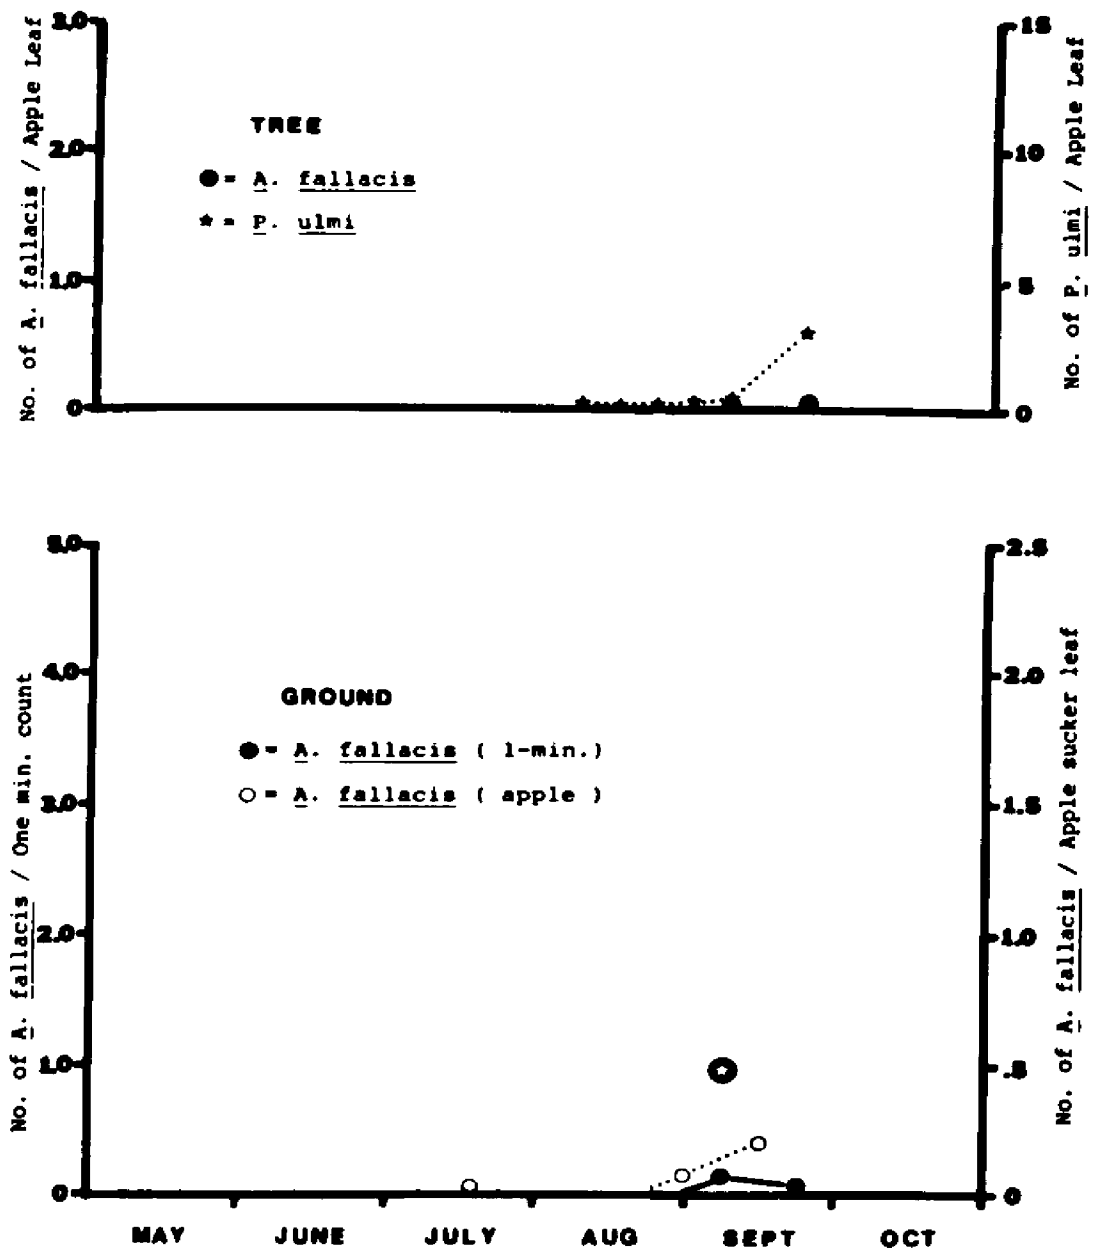 No. of A. fallacis / Apple Leaf
3.0
2.0
1.0
0
TREE
●= A. fallacis
★= P. ulmi
15
10
5
0
No. of P. ulmi / Apple Leaf
No. of A. fallacis / One min. count
5.0
4.0
3.0
2.0
1.0
0
GROUND
●= A. fallacis ( 1-min.)
○= A. fallacis ( apple )
2.5
2.0
1.5
1.0
.5
0
No. of A. fallacis / Apple sucker leaf
MAY JUNE JULY AUG SEPT OCT